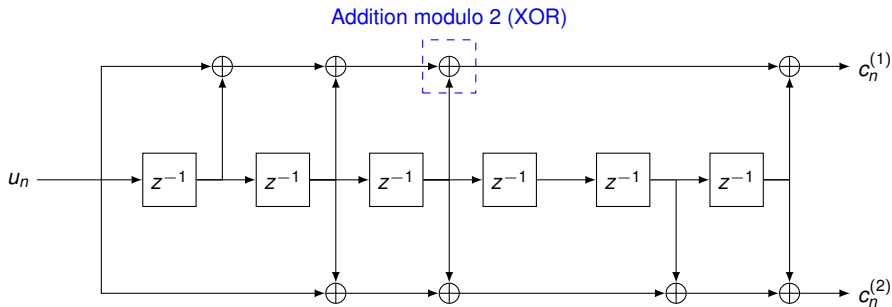 Addition modulo 2 (XOR)
c_n^{(1)}
u_n
z^{-1}
z^{-1}
z^{-1}
z^{-1}
z^{-1}
z^{-1}
c_n^{(2)}